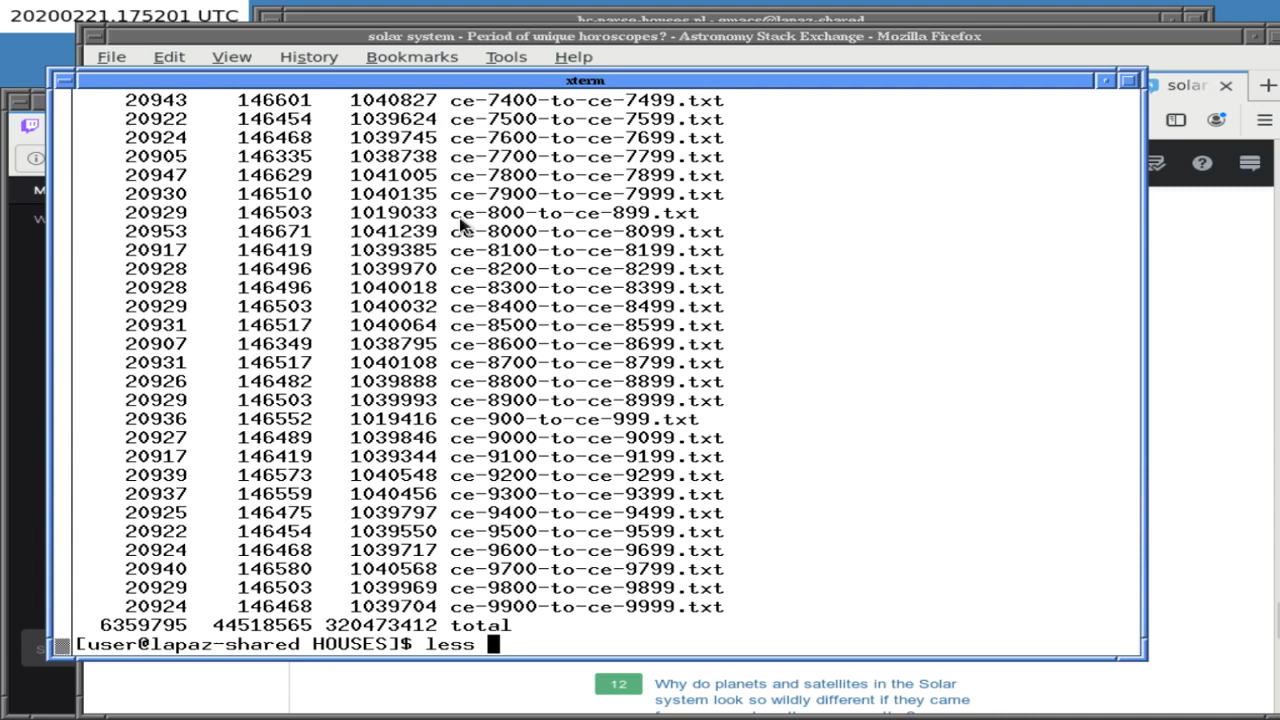 20200221.175201 UTC
bc-parse-houses.pl - emacs@lapaz-shared
solar system - Period of unique horoscopes? - Astronomy Stack Exchange - Mozilla Firefox
File Edit View History Bookmarks Tools Help
xterm
solar
20943 146601 1040827 ce-7400-to-ce-7499.txt
20922 146454 1039624 ce-7500-to-ce-7599.txt
20924 146468 1039745 ce-7600-to-ce-7699.txt
20905 146335 1038738 ce-7700-to-ce-7799.txt
20947 146629 1041005 ce-7800-to-ce-7899.txt
20930 146510 1040135 ce-7900-to-ce-7999.txt
20929 146503 1019033 ce-800-to-ce-899.txt
20953 146671 1041239 ce-8000-to-ce-8099.txt
20917 146419 1039385 ce-8100-to-ce-8199.txt
20928 146496 1039970 ce-8200-to-ce-8299.txt
20928 146496 1040018 ce-8300-to-ce-8399.txt
20929 146503 1040032 ce-8400-to-ce-8499.txt
20931 146517 1040064 ce-8500-to-ce-8599.txt
20907 146349 1038795 ce-8600-to-ce-8699.txt
20931 146517 1040108 ce-8700-to-ce-8799.txt
20926 146482 1039888 ce-8800-to-ce-8899.txt
20929 146503 1039993 ce-8900-to-ce-8999.txt
20936 146552 1019416 ce-900-to-ce-999.txt
20927 146489 1039846 ce-9000-to-ce-9099.txt
20917 146419 1039344 ce-9100-to-ce-9199.txt
20939 146573 1040548 ce-9200-to-ce-9299.txt
20937 146559 1040456 ce-9300-to-ce-9399.txt
20925 146475 1039797 ce-9400-to-ce-9499.txt
20922 146454 1039550 ce-9500-to-ce-9599.txt
20924 146468 1039717 ce-9600-to-ce-9699.txt
20940 146580 1040568 ce-9700-to-ce-9799.txt
20929 146503 1039969 ce-9800-to-ce-9899.txt
20924 146468 1039704 ce-9900-to-ce-9999.txt
6359795 44518565 320473412 total
[user@lapaz-shared HOUSES]$ less
12 Why do planets and satellites in the Solar
system look so wildly different if they came